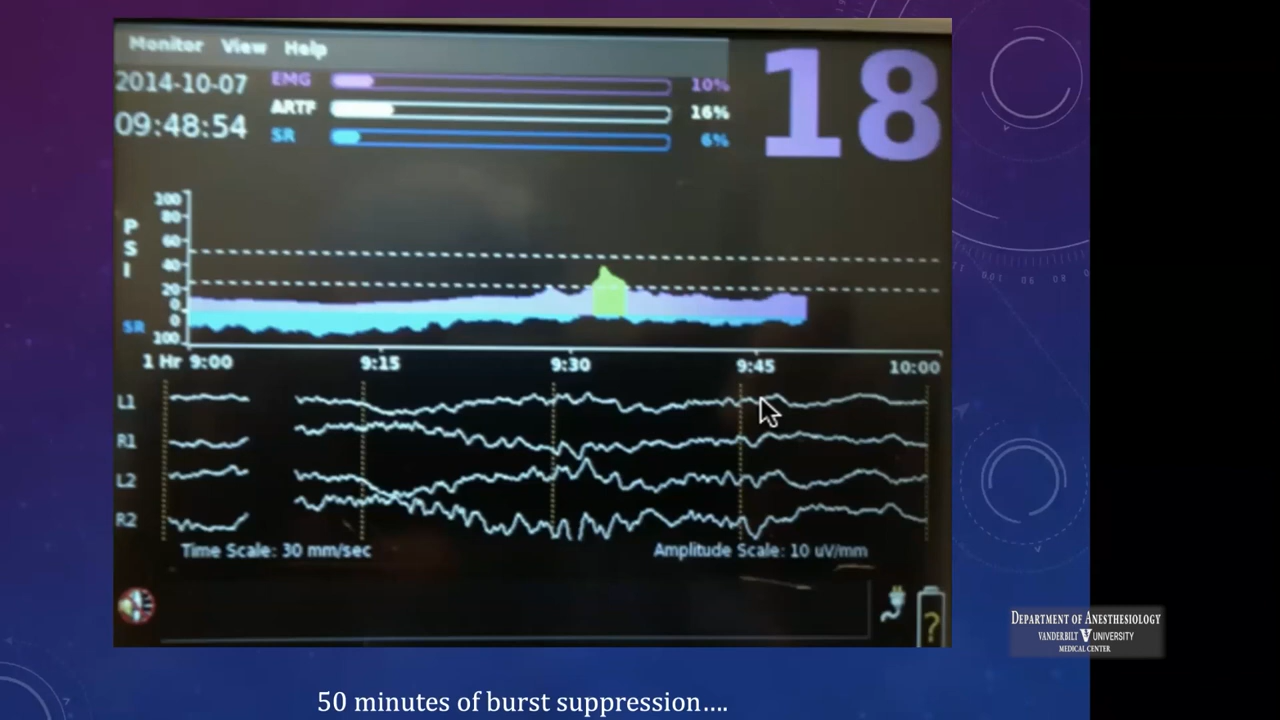 Monitor View Help
2014-10-07
09:48:54
EMG 10%
ARTF 16%
SR 6%
18
PSI
100
80
60
40
20
0
SR
0
100
1 Hr 9:00 9:15 9:30 9:45 10:00
L1
R1
L2
R2
Time Scale: 30 mm/sec Amplitude Scale: 10 uV/mm
?
DEPARTMENT OF ANESTHESIOLOGY
VANDERBILT V UNIVERSITY
MEDICAL CENTER
50 minutes of burst suppression....